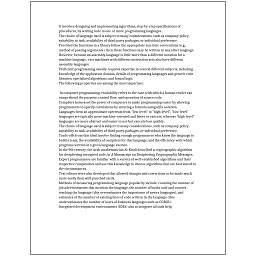 It involves designing and implementing algorithms, step-by-step specifications of
procedures, by writing code in one or more programming languages.
The choice of language used is subject to many considerations, such as company policy,
suitability to task, availability of third-party packages, or individual preference.
Provided the functions in a library follow the appropriate run-time conventions (e.g.,
method of passing arguments), then these functions may be written in any other language.
However, because an assembly language is little more than a different notation for a
machine language, two machines with different instruction sets also have different
assembly languages.
Proficient programming usually requires expertise in several different subjects, including
knowledge of the application domain, details of programming languages and generic code
libraries, specialized algorithms, and formal logic.
The following properties are among the most important:
In computer programming, readability refers to the ease with which a human reader can
comprehend the purpose, control flow, and operation of source code.
Compilers harnessed the power of computers to make programming easier by allowing
programmers to specify calculations by entering a formula using infix notation.
Languages form an approximate spectrum from "low-level" to "high-level"; "low-level"
languages are typically more machine-oriented and faster to execute, whereas "high-level"
languages are more abstract and easier to use but execute less quickly.
The choice of language used is subject to many considerations, such as company policy,
suitability to task, availability of third-party packages, or individual preference.
Trade-offs from this ideal involve finding enough programmers who know the language to
build a team, the availability of compilers for that language, and the efficiency with which
programs written in a given language execute.
In the 9th century, the Arab mathematician Al-Kindi described a cryptographic algorithm
for deciphering encrypted code, in A Manuscript on Deciphering Cryptographic Messages.
Expert programmers are familiar with a variety of well-established algorithms and their
respective complexities and use this knowledge to choose algorithms that are best suited to
the circumstances.
Text editors were also developed that allowed changes and corrections to be made much
more easily than with punched cards.
Methods of measuring programming language popularity include: counting the number of
job advertisements that mention the language, the number of books sold and courses
teaching the language (this overestimates the importance of newer languages), and
estimates of the number of existing lines of code written in the language (this
underestimates the number of users of business languages such as COBOL).
Integrated development environments (IDEs) aim to integrate all such help.